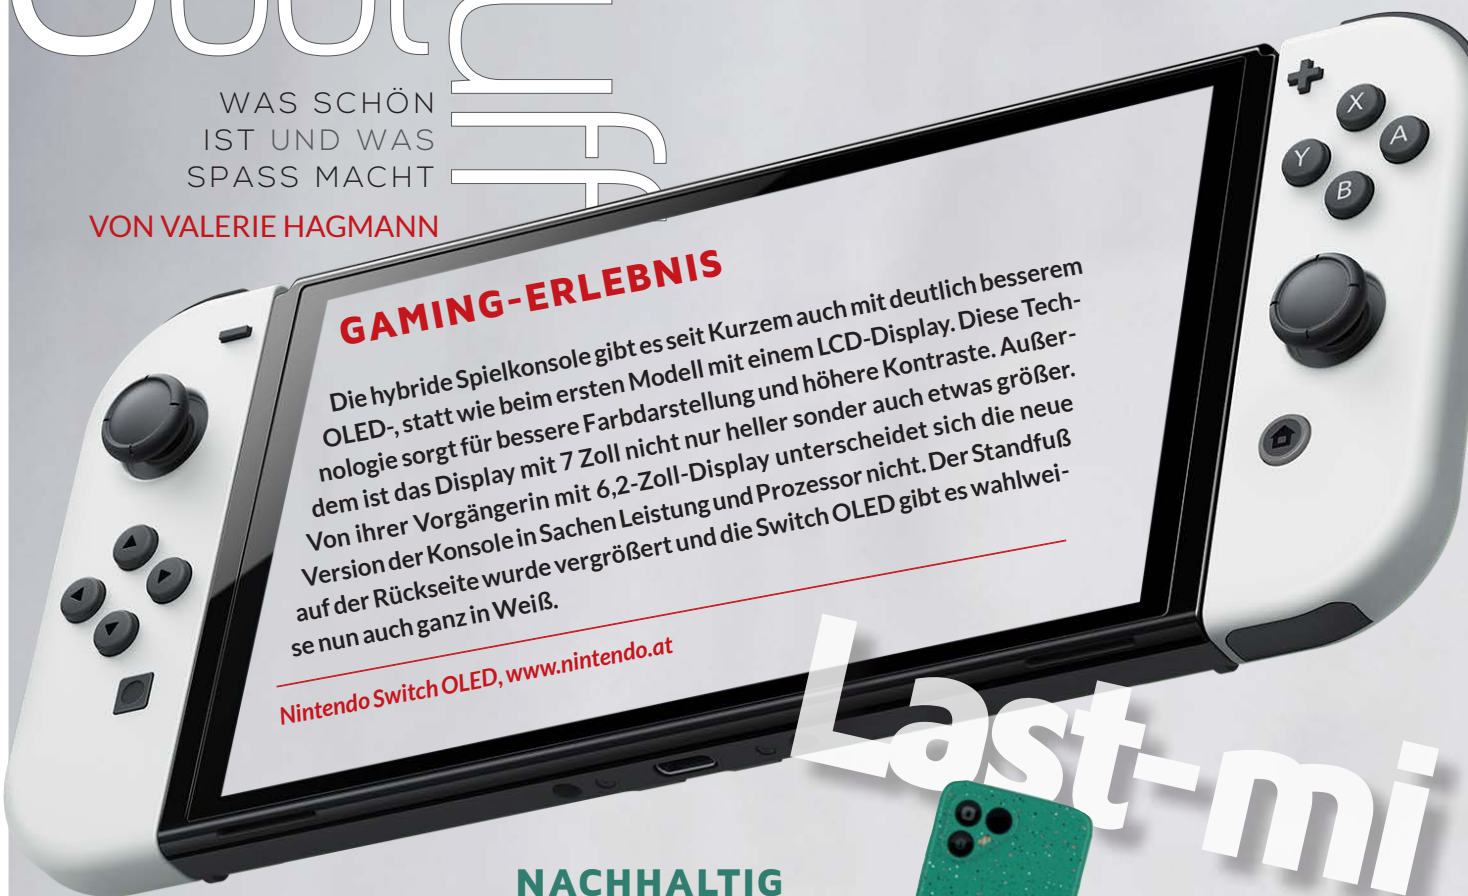 WAS SCHÖN
IST UND WAS
SPASS MACHT
VON VALERIE HAGMANN
X
A
Y
B
GAMING-ERLEBNIS
Die hybride Spielkonsole gibt es seit Kurzem auch mit deutlich besserem
OLED-, statt wie beim ersten Modell mit einem LCD-Display. Diese Tech-
nologie sorgt für bessere Farbdarstellung und höhere Kontraste. Außer-
dem ist das Display mit 7 Zoll nicht nur heller sonder auch etwas größer.
Von ihrer Vorgängerin mit 6,2-Zoll-Display unterscheidet sich die neue
Version der Konsole in Sachen Leistung und Prozessor nicht. Der Standfuß
auf der Rückseite wurde vergrößert und die Switch OLED gibt es wahlwei-
se nun auch ganz in Weiß.
Nintendo Switch OLED, www.nintendo.at
Last-mi
NACHHALTIG